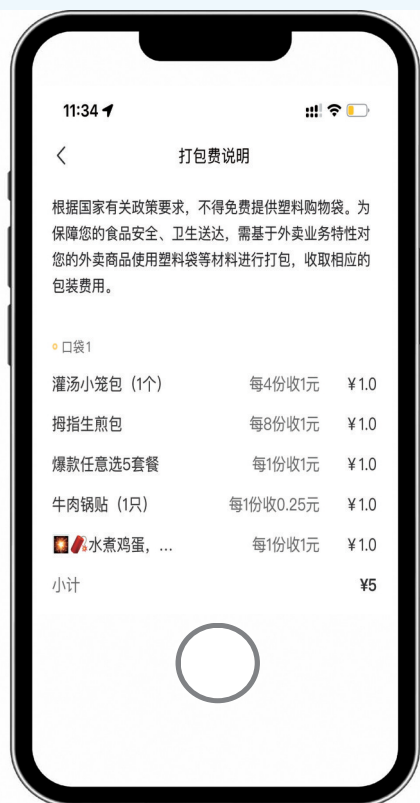 11:34
打包费说明
根据国家有关政策要求，不得免费提供塑料购物袋。为
保障您的食品安全、卫生送达，需基于外卖业务特性对
您的外卖商品使用塑料袋等材料进行打包，收取相应的
包装费用。
口袋1
灌汤小笼包（1个） 每4份收1元 ¥1.0
拇指生煎包 每8份收1元 ¥1.0
爆款任意选5套餐 每1份收1元 ¥1.0
牛肉锅贴（1只） 每1份收0.25元 ¥1.0
🎇🧨水煮鸡蛋，... 每1份收1元 ¥1.0
小计 ¥5